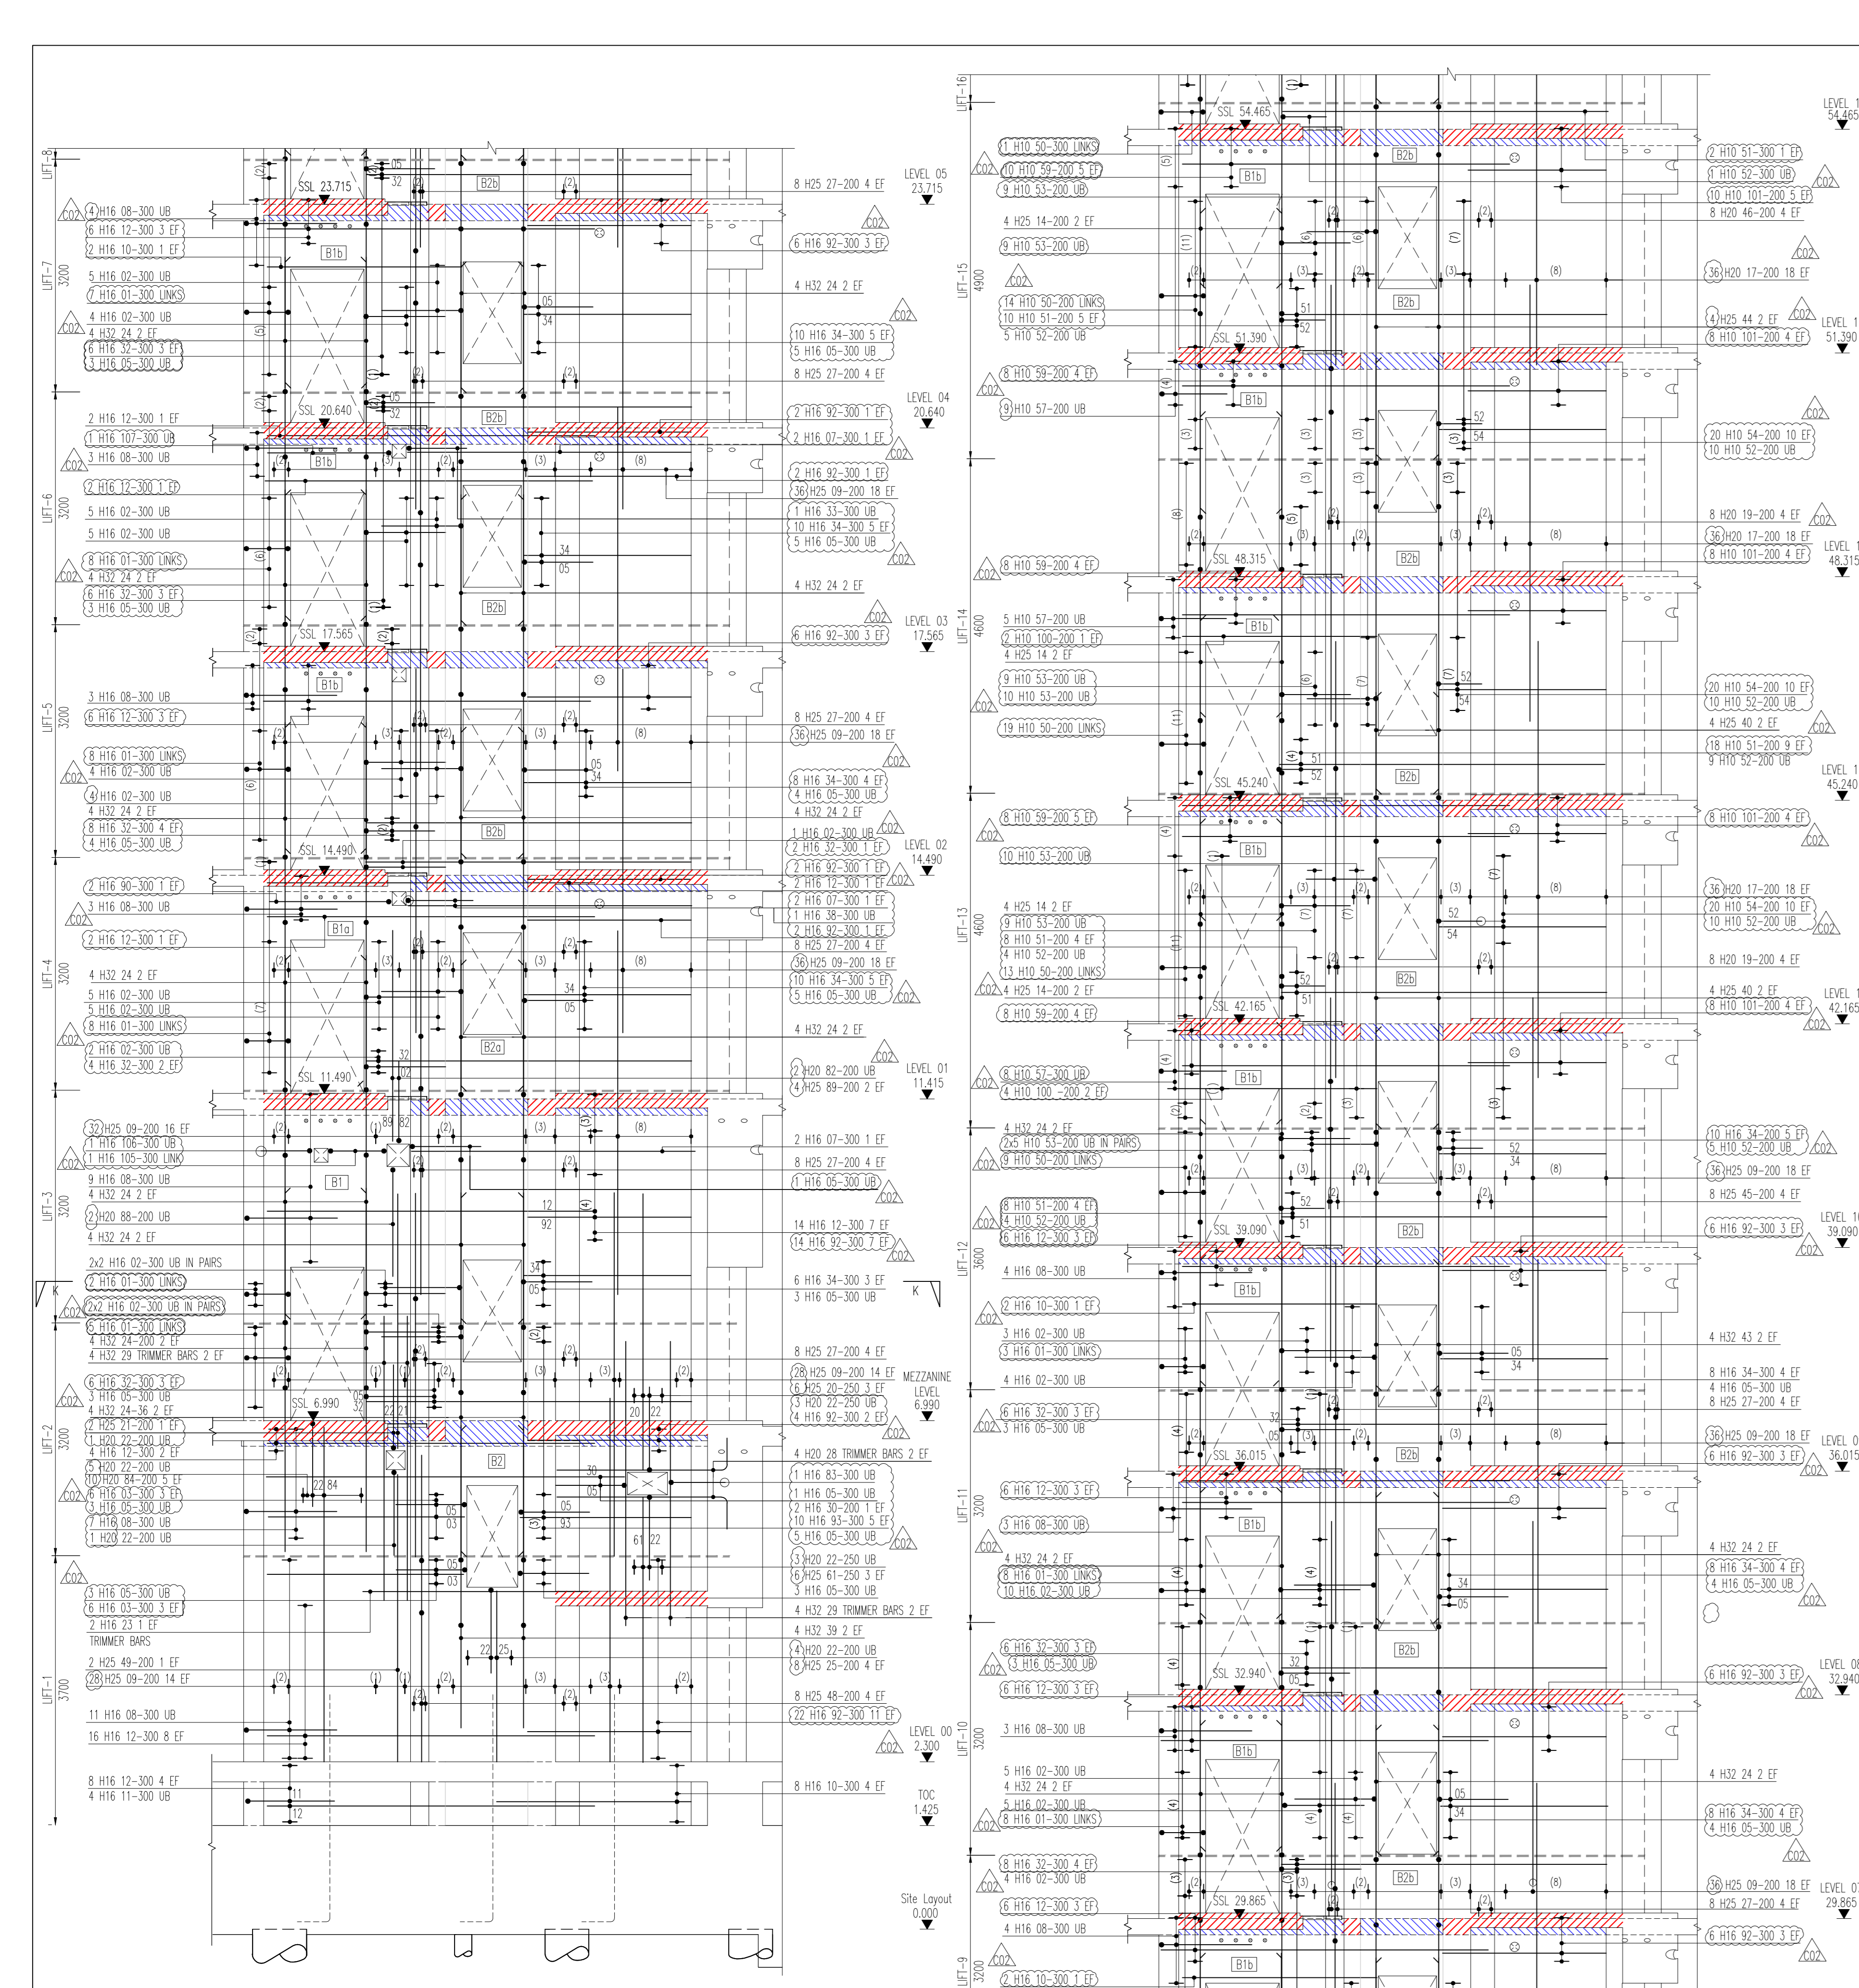 LIFT-8
LIFT-7
3200
LIFT-6
3200
LIFT-5
3200
LIFT-4
3200
LIFT-3
3200
LIFT-2
3200
LIFT-1
3700
4 H16 08-300 UB
6 H16 12-300 3 EF
2 H16 10-300 1 EF
5 H16 02-300 UB
7 H16 01-300 LINKS
4 H16 02-300 UB
4 H32 24 2 EF
6 H16 32-300 3 EF
3 H16 05-300 UB
2 H16 12-300 1 EF
1 H16 107-300 UB
3 H16 08-300 UB
2 H16 12-300 1 EF
5 H16 02-300 UB
5 H16 02-300 UB
8 H16 01-300 LINKS
4 H32 24 2 EF
6 H16 32-300 3 EF
3 H16 05-300 UB
3 H16 08-300 UB
6 H16 12-300 3 EF
8 H16 01-300 LINKS
4 H16 02-300 UB
4 H16 02-300 UB
4 H32 24 2 EF
8 H16 32-300 4 EF
4 H16 05-300 UB
2 H16 90-300 1 EF
3 H16 08-300 UB
2 H16 12-300 1 EF
4 H32 24 2 EF
5 H16 02-300 UB
5 H16 02-300 UB
8 H16 01-300 LINKS
2 H16 02-300 UB
4 H16 32-300 2 EF
32 H25 09-200 16 EF
1 H16 106-300 UB
1 H16 105-300 LINK
9 H16 08-300 UB
4 H32 24 2 EF
2 H20 88-200 UB
4 H32 24 2 EF
2x2 H16 02-300 UB IN PAIRS
2 H16 01-300 LINKS
2x2 H16 02-300 UB IN PAIRS
5 H16 01-300 LINKS
4 H32 24-200 2 EF
4 H32 29 TRIMMER BARS 2 EF
6 H16 32-300 3 EF
3 H16 05-300 UB
4 H32 24-36 2 EF
2 H25 21-200 1 EF
1 H20 22-200 UB
4 H16 12-300 2 EF
5 H20 22-200 UB
10 H20 84-200 5 EF
6 H16 03-300 3 EF
3 H16 05-300 UB
7 H16 08-300 UB
1 H20 22-200 UB
3 H16 05-300 UB
6 H16 03-300 3 EF
2 H16 23 1 EF
TRIMMER BARS
2 H25 49-200 1 EF
28 H25 09-200 14 EF
11 H16 08-300 UB
16 H16 12-300 8 EF
8 H16 12-300 4 EF
4 H16 11-300 UB
C02
K
SSL 23.715
SSL 20.640
SSL 17.565
SSL 14.490
SSL 11.490
SSL 6.990
B1b
B2b
B1b
B2b
B1b
B2b
B1a
B2b
B1
B2a
B2
8 H25 27-200 4 EF
6 H16 92-300 3 EF
4 H32 24 2 EF
10 H16 34-300 5 EF
5 H16 05-300 UB
8 H25 27-200 4 EF
2 H16 92-300 1 EF
2 H16 07-300 1 EF
2 H16 92-300 1 EF
36 H25 09-200 18 EF
1 H16 33-300 UB
10 H16 34-300 5 EF
5 H16 05-300 UB
4 H32 24 2 EF
6 H16 92-300 3 EF
8 H25 27-200 4 EF
36 H25 09-200 18 EF
8 H16 34-300 4 EF
4 H16 05-300 UB
4 H32 24 2 EF
1 H16 02-300 UB
2 H16 32-300 1 EF
2 H16 92-300 1 EF
2 H16 12-300 1 EF
2 H16 07-300 1 EF
1 H16 38-300 UB
2 H16 92-300 1 EF
8 H25 27-200 4 EF
36 H25 09-200 18 EF
10 H16 34-300 5 EF
5 H16 05-300 UB
4 H32 24 2 EF
2 H20 82-200 UB
4 H25 89-200 2 EF
2 H16 07-300 1 EF
8 H25 27-200 4 EF
1 H16 05-300 UB
14 H16 12-300 7 EF
14 H16 92-300 7 EF
6 H16 34-300 3 EF
3 H16 05-300 UB
8 H25 27-200 4 EF
28 H25 09-200 14 EF
6 H25 20-250 3 EF
3 H20 22-250 UB
4 H16 92-300 2 EF
4 H20 28 TRIMMER BARS 2 EF
1 H16 83-300 UB
1 H16 05-300 UB
2 H16 30-200 1 EF
10 H16 93-300 5 EF
5 H16 05-300 UB
3 H20 22-250 UB
6 H25 61-250 3 EF
3 H16 05-300 UB
4 H32 29 TRIMMER BARS 2 EF
4 H32 39 2 EF
4 H20 22-200 UB
8 H25 25-200 4 EF
8 H25 48-200 4 EF
22 H16 92-300 11 EF
8 H16 10-300 4 EF
LEVEL 05
23.715
LEVEL 04
20.640
LEVEL 03
17.565
LEVEL 02
14.490
LEVEL 01
11.415
K
MEZZANINE
LEVEL
6.990
LEVEL 00
2.300
TOC
1.425
Site Layout
0.000
LIFT-16
LIFT-15
4900
LIFT-14
4600
LIFT-13
4600
LIFT-12
3600
LIFT-11
3200
LIFT-10
3200
LIFT-9
3200
1 H10 50-300 LINKS
10 H10 59-200 5 EF
9 H10 53-200 UB
4 H25 14-200 2 EF
9 H10 53-200 UB
14 H10 50-200 LINKS
10 H10 51-200 5 EF
5 H10 52-200 UB
8 H10 59-200 4 EF
9 H10 57-200 UB
8 H10 59-200 4 EF
5 H10 57-200 UB
2 H10 100-200 1 EF
4 H25 14 2 EF
9 H10 53-200 UB
10 H10 53-200 UB
19 H10 50-200 LINKS
8 H10 59-200 5 EF
10 H10 53-200 UB
4 H25 14 2 EF
9 H10 53-200 UB
8 H10 51-200 4 EF
4 H10 52-200 UB
13 H10 50-200 LINKS
4 H25 14-200 2 EF
8 H10 59-200 4 EF
8 H10 57-300 UB
4 H10 100 -200 2 EF
4 H32 24 2 EF
2x5 H10 53-200 UB IN PAIRS
9 H10 50-200 LINKS
8 H10 51-200 4 EF
4 H10 52-200 UB
6 H16 12-300 3 EF
4 H16 08-300 UB
2 H16 10-300 1 EF
3 H16 02-300 UB
3 H16 01-300 LINKS
4 H16 02-300 UB
6 H16 32-300 3 EF
3 H16 05-300 UB
6 H16 12-300 3 EF
3 H16 08-300 UB
4 H32 24 2 EF
8 H16 01-300 LINKS
10 H16 02-300 UB
6 H16 32-300 3 EF
3 H16 05-300 UB
6 H16 12-300 3 EF
3 H16 08-300 UB
5 H16 02-300 UB
4 H32 24 2 EF
5 H16 02-300 UB
8 H16 01-300 LINKS
8 H16 32-300 4 EF
4 H16 02-300 UB
6 H16 12-300 3 EF
4 H16 08-300 UB
2 H16 10-300 1 EF
SSL 54.465
SSL 51.390
SSL 48.315
SSL 45.240
SSL 42.165
SSL 39.090
SSL 36.015
SSL 32.940
SSL 29.865
2 H10 51-300 1 EF
1 H10 52-300 UB
10 H10 101-200 5 EF
8 H20 46-200 4 EF
36 H20 17-200 18 EF
4 H25 44 2 EF
8 H10 101-200 4 EF
20 H10 54-200 10 EF
10 H10 52-200 UB
8 H20 19-200 4 EF
36 H20 17-200 18 EF
8 H10 101-200 4 EF
20 H10 54-200 10 EF
10 H10 52-200 UB
4 H25 40 2 EF
18 H10 51-200 9 EF
9 H10 52-200 UB
8 H10 101-200 4 EF
36 H20 17-200 18 EF
20 H10 54-200 10 EF
10 H10 52-200 UB
8 H20 19-200 4 EF
4 H25 40 2 EF
8 H10 101-200 4 EF
10 H16 34-200 5 EF
5 H10 52-200 UB
36 H25 09-200 18 EF
8 H25 45-200 4 EF
6 H16 92-300 3 EF
4 H32 43 2 EF
8 H16 34-300 4 EF
4 H16 05-300 UB
8 H25 27-200 4 EF
36 H25 09-200 18 EF
6 H16 92-300 3 EF
4 H32 24 2 EF
8 H16 34-300 4 EF
4 H16 05-300 UB
6 H16 92-300 3 EF
4 H32 24 2 EF
8 H16 34-300 4 EF
4 H16 05-300 UB
36 H25 09-200 18 EF
8 H25 27-200 4 EF
6 H16 92-300 3 EF
LEVEL 1
54.465
LEVEL 1
51.390
LEVEL 1
48.315
LEVEL 1
45.240
LEVEL 1
42.165
LEVEL 10
39.090
LEVEL 0
36.015
LEVEL 08
32.940
LEVEL 07
29.865